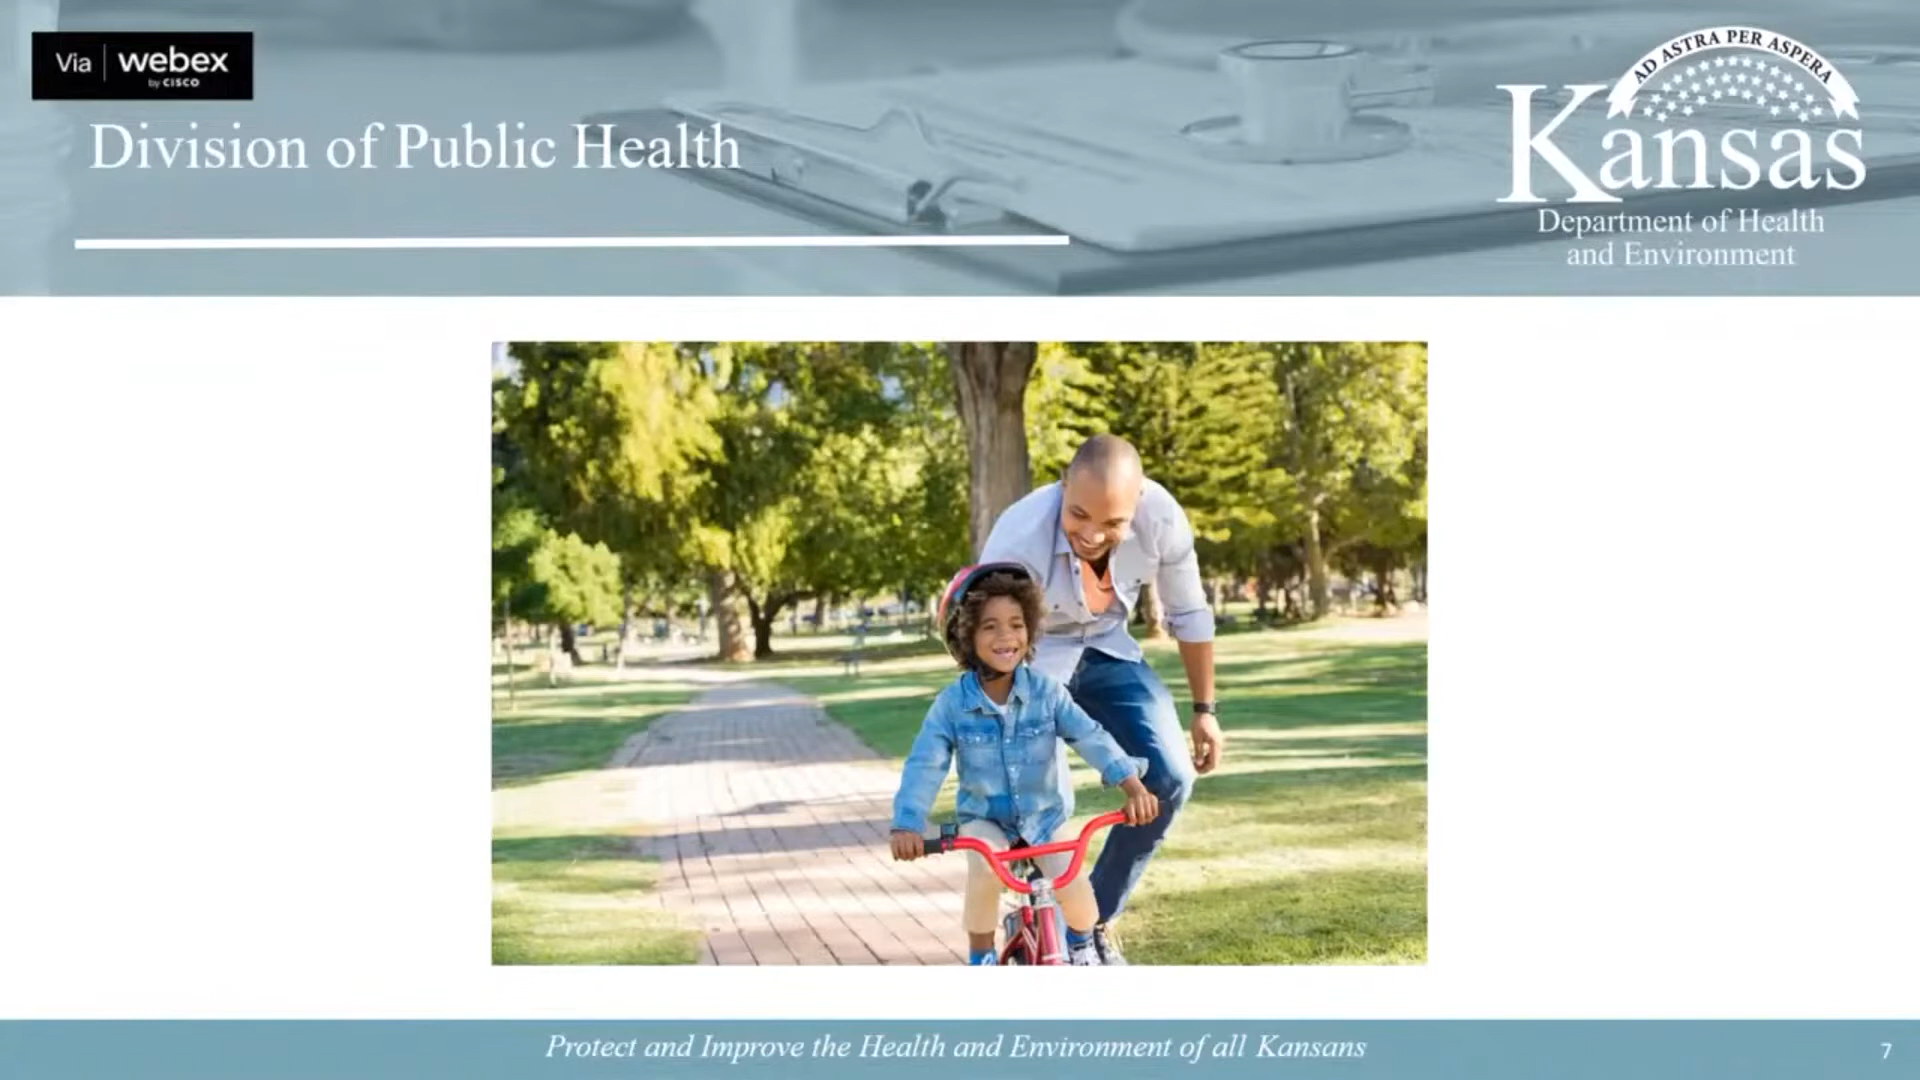 Via webex
by CISCO
AD ASTRA PER ASPERA
Division of Public Health
Kansas
Department of Health
and Environment
Protect and Improve the Health and Environment of all Kansans
7